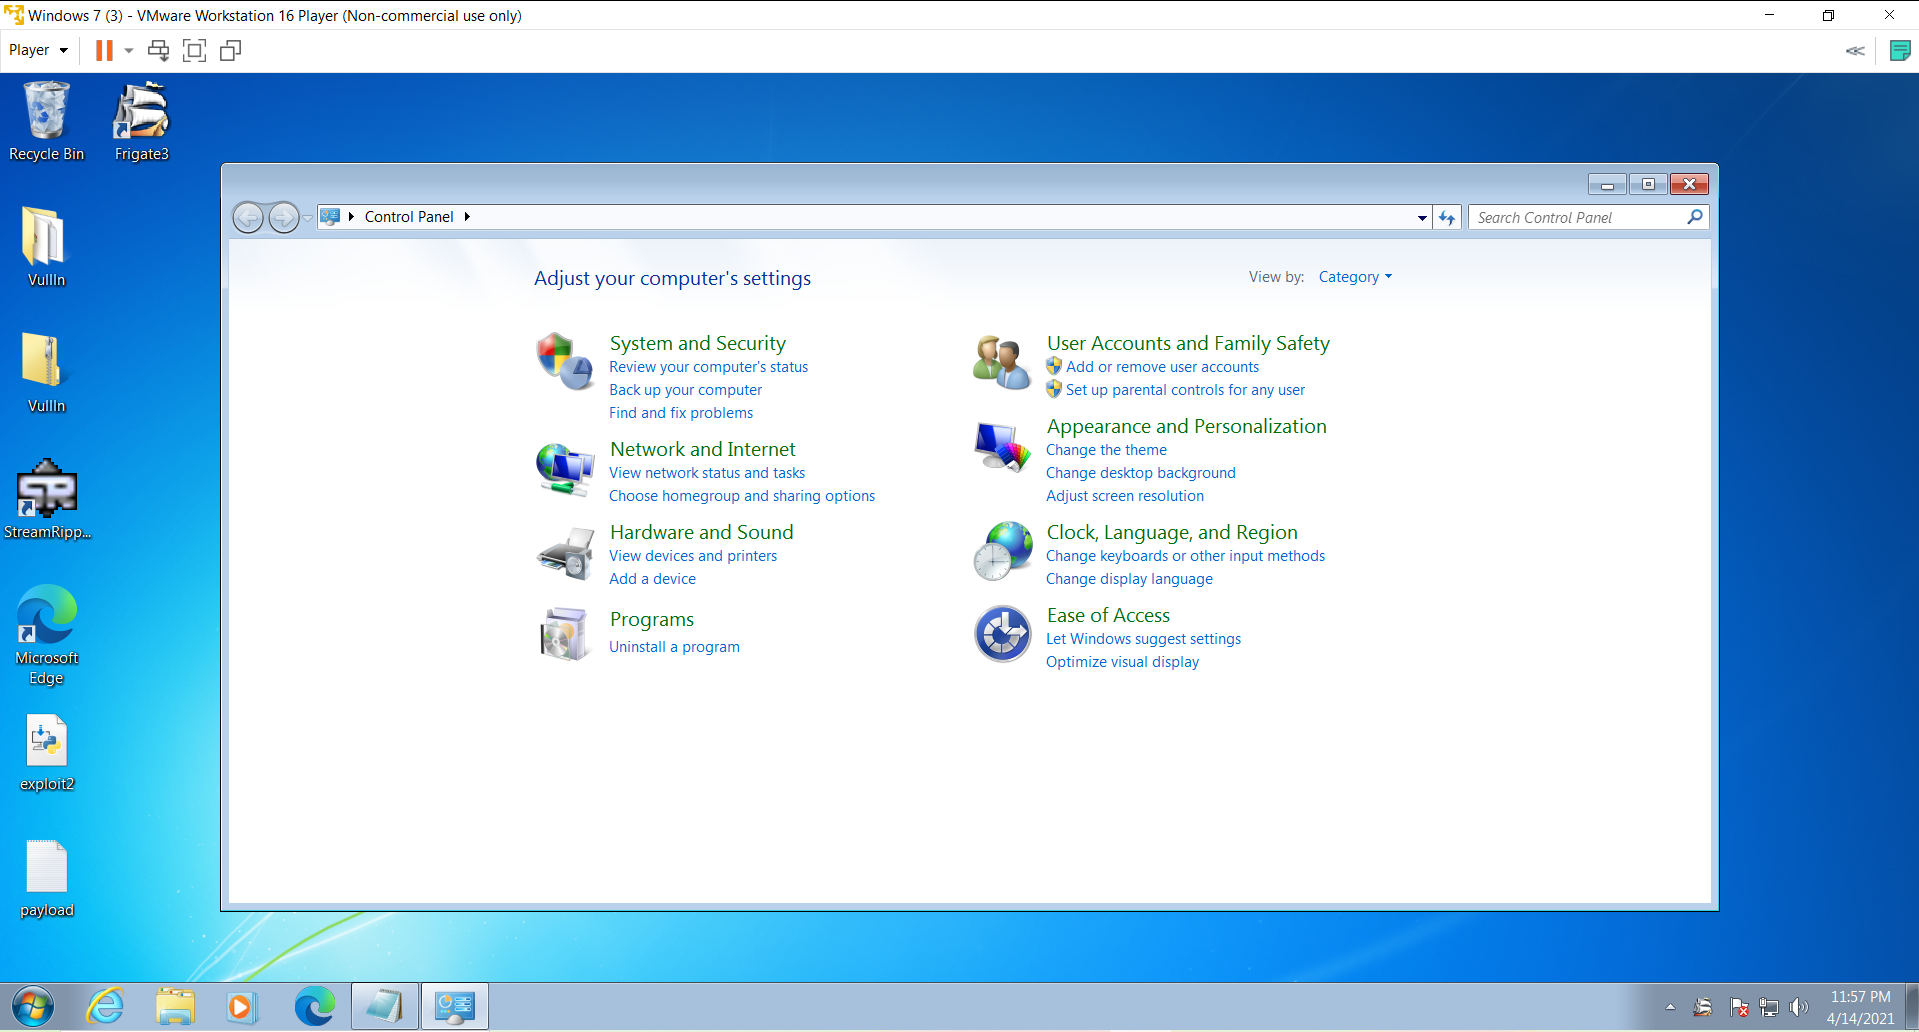 Windows 7 (3) - VMware Workstation 16 Player (Non-commercial use only)
Player
Recycle Bin
Frigate3
VullIn
VullIn
StreamRipp...
Microsoft
Edge
exploit2
payload
Control Panel
Search Control Panel
Adjust your computer's settings
View by: Category
System and Security
Review your computer's status
Back up your computer
Find and fix problems
Network and Internet
View network status and tasks
Choose homegroup and sharing options
Hardware and Sound
View devices and printers
Add a device
Programs
Uninstall a program
User Accounts and Family Safety
Add or remove user accounts
Set up parental controls for any user
Appearance and Personalization
Change the theme
Change desktop background
Adjust screen resolution
Clock, Language, and Region
Change keyboards or other input methods
Change display language
Ease of Access
Let Windows suggest settings
Optimize visual display
11:57 PM
4/14/2021